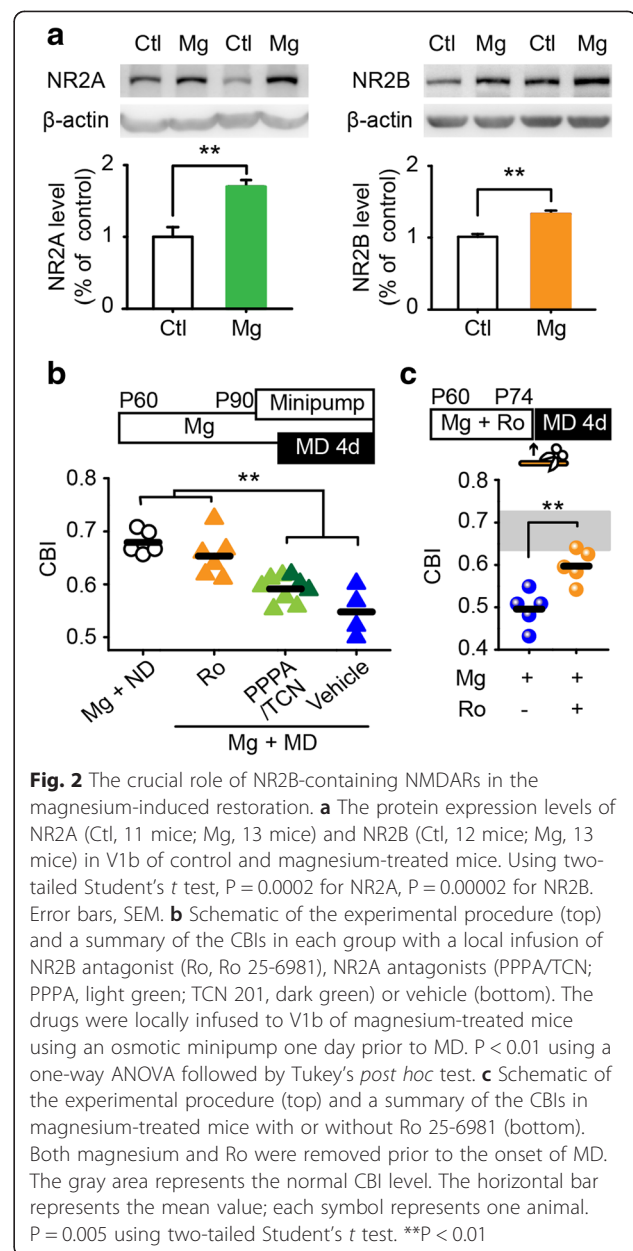 a
Ctl Mg Ctl Mg
NR2A
β-actin
**
NR2A level
(% of control)
2
1
0
Ctl Mg
Ctl Mg Ctl Mg
NR2B
β-actin
**
NR2B level
(% of control)
2
1
0
Ctl Mg
b
P60 P90 Minipump
Mg
MD 4d
**
CBI
0.8
0.7
0.6
0.5
Mg + ND
Ro
PPPA
/TCN
Vehicle
Mg + MD
c
P60 P74
Mg + Ro MD 4d
**
CBI
0.8
0.7
0.6
0.5
0.4
Mg + +
Ro - +
Fig. 2 The crucial role of NR2B-containing NMDARs in the
magnesium-induced restoration. a The protein expression levels of
NR2A (Ctl, 11 mice; Mg, 13 mice) and NR2B (Ctl, 12 mice; Mg, 13
mice) in V1b of control and magnesium-treated mice. Using two-
tailed Student's t test, P = 0.0002 for NR2A, P = 0.00002 for NR2B.
Error bars, SEM. b Schematic of the experimental procedure (top)
and a summary of the CBIs in each group with a local infusion of
NR2B antagonist (Ro, Ro 25-6981), NR2A antagonists (PPPA/TCN;
PPPA, light green; TCN 201, dark green) or vehicle (bottom). The
drugs were locally infused to V1b of magnesium-treated mice
using an osmotic minipump one day prior to MD. P < 0.01 using a
one-way ANOVA followed by Tukey's post hoc test. c Schematic of
the experimental procedure (top) and a summary of the CBIs in
magnesium-treated mice with or without Ro 25-6981 (bottom).
Both magnesium and Ro were removed prior to the onset of MD.
The gray area represents the normal CBI level. The horizontal bar
represents the mean value; each symbol represents one animal.
P = 0.005 using two-tailed Student's t test. **P < 0.01